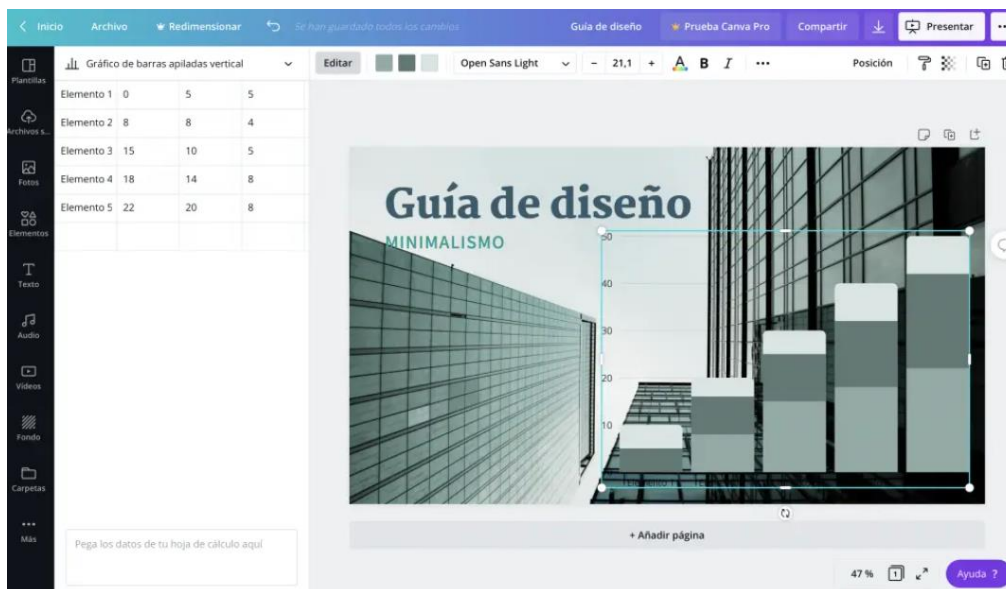 Inicio Archivo Redimensionar Se han guardado todos los cambios Guía de diseño Prueba Canva Pro Compartir Presentar
Plantillas
Archivos s...
Fotos
Elementos
Texto
Audio
Vídeos
Fondo
Carpetas
Más
Gráfico de barras apiladas vertical
Elemento 1 0 5 5
Elemento 2 8 8 4
Elemento 3 15 10 5
Elemento 4 18 14 8
Elemento 5 22 20 8
Pega los datos de tu hoja de cálculo aquí
Editar Open Sans Light - 21,1 + A B I ... Posición
Guía de diseño
MINIMALISMO
50
40
30
20
10
+ Añadir página
47 % 1 Ayuda ?